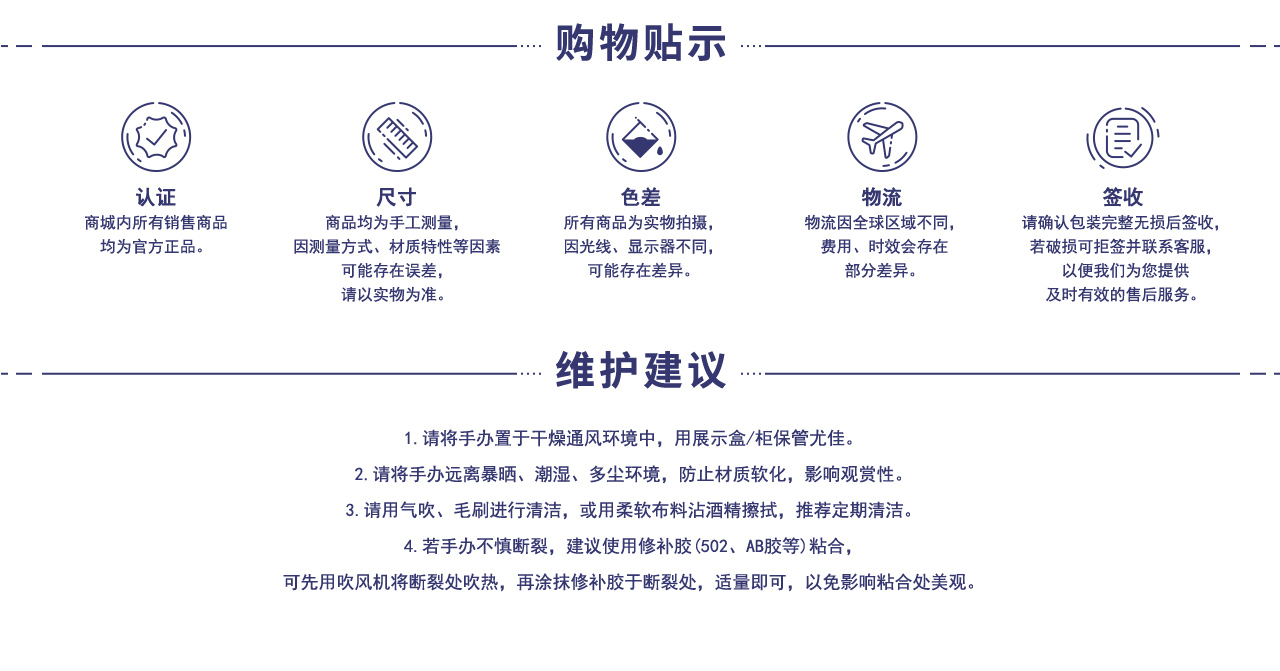 购物贴示
认证
商城内所有销售商品
均为官方正品。
尺寸
商品均为手工测量，
因测量方式、材质特性等因素
可能存在误差，
请以实物为准。
色差
所有商品为实物拍摄，
因光线、显示器不同，
可能存在差异。
物流
物流因全球区域不同，
费用、时效会存在
部分差异。
签收
请确认包装完整无损后签收，
若破损可拒签并联系客服，
以便我们为您提供
及时有效的售后服务。
维护建议
1.请将手办置于干燥通风环境中，用展示盒/柜保管尤佳。
2.请将手办远离暴晒、潮湿、多尘环境，防止材质软化，影响观赏性。
3.请用气吹、毛刷进行清洁，或用柔软布料沾酒精擦拭，推荐定期清洁。
4.若手办不慎断裂，建议使用修补胶(502、AB胶等)粘合，
可先用吹风机将断裂处吹热，再涂抹修补胶于断裂处，适量即可，以免影响粘合处美观。